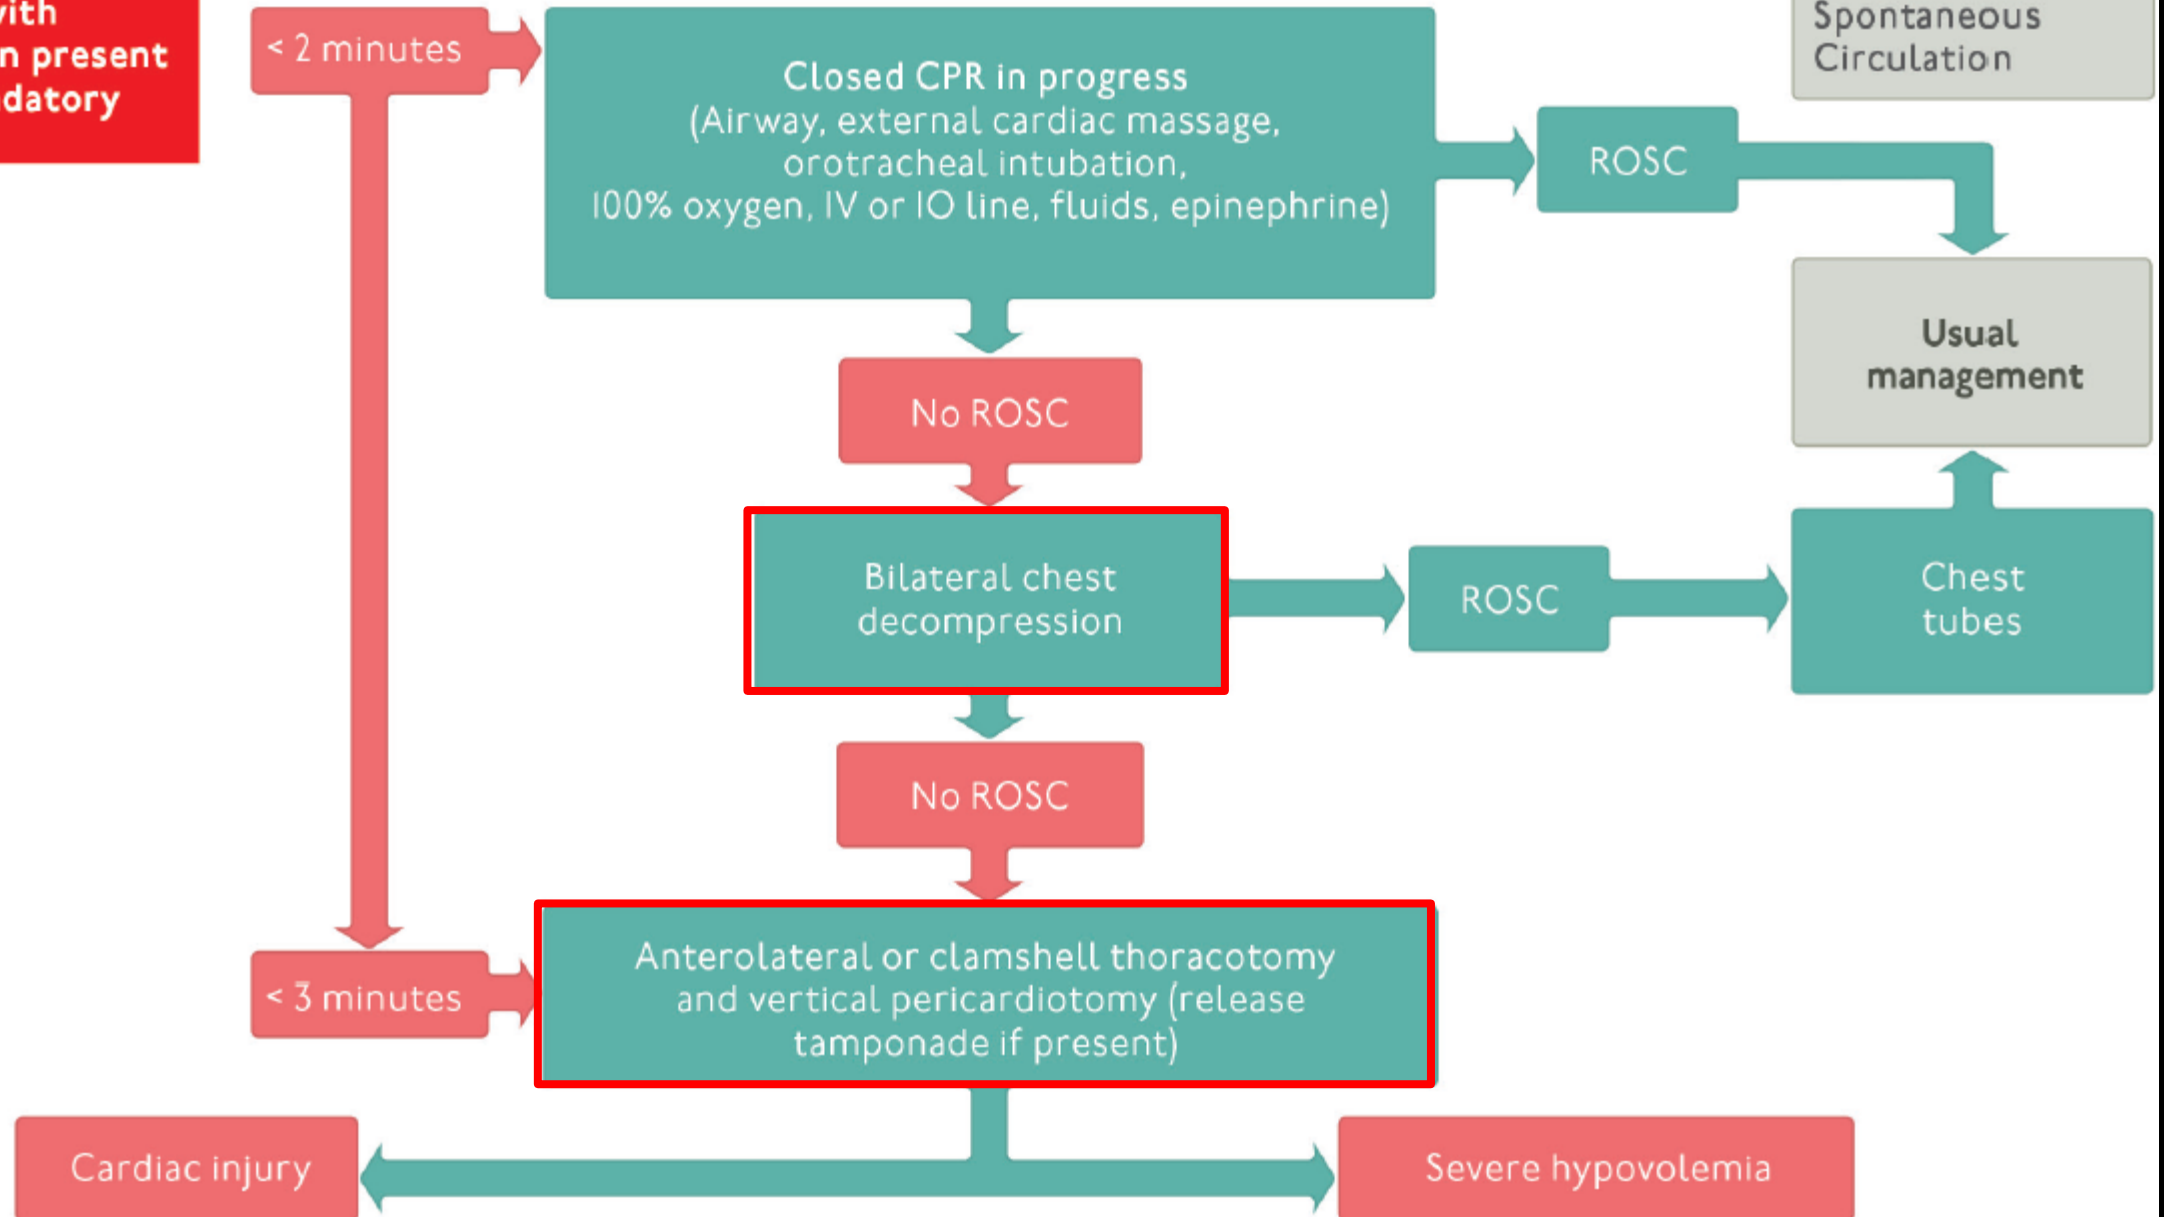 with
n present
datory
< 2 minutes
Closed CPR in progress
(Airway, external cardiac massage,
orotracheal intubation,
100% oxygen, IV or IO line, fluids, epinephrine)
Spontaneous
Circulation
ROSC
No ROSC
Usual
management
Bilateral chest
decompression
ROSC
Chest
tubes
No ROSC
< 3 minutes
Anterolateral or clamshell thoracotomy
and vertical pericardiotomy (release
tamponade if present)
Cardiac injury
Severe hypovolemia